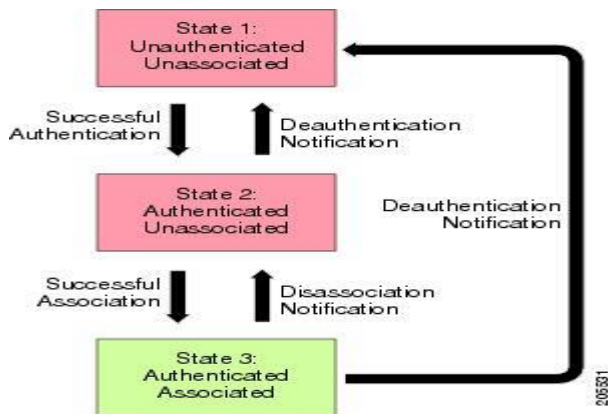 State 1:
Unauthenticated
Unassociated
Successful
Authentication
Deauthentication
Notification
State 2:
Authenticated
Unassociated
Deauthentication
Notification
Successful
Association
Disassociation
Notification
State 3:
Authenticated
Associated
206531